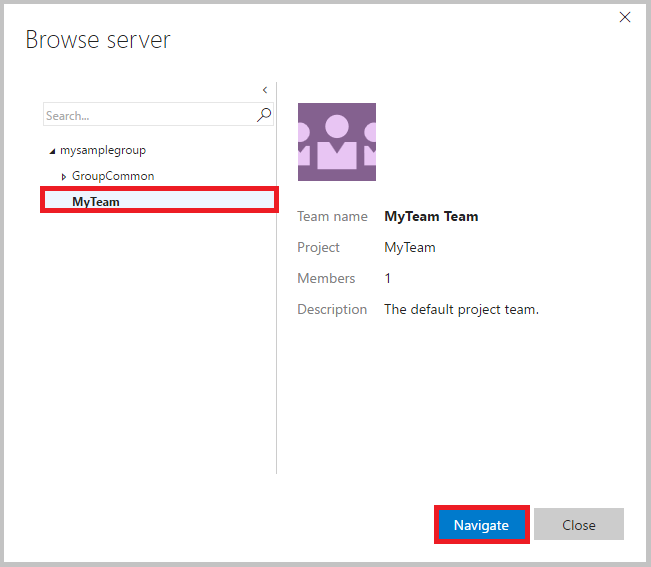 Browse server
Search...
mysamplegroup
GroupCommon
MyTeam
Team name MyTeam Team
Project MyTeam
Members 1
Description The default project team.
Navigate Close